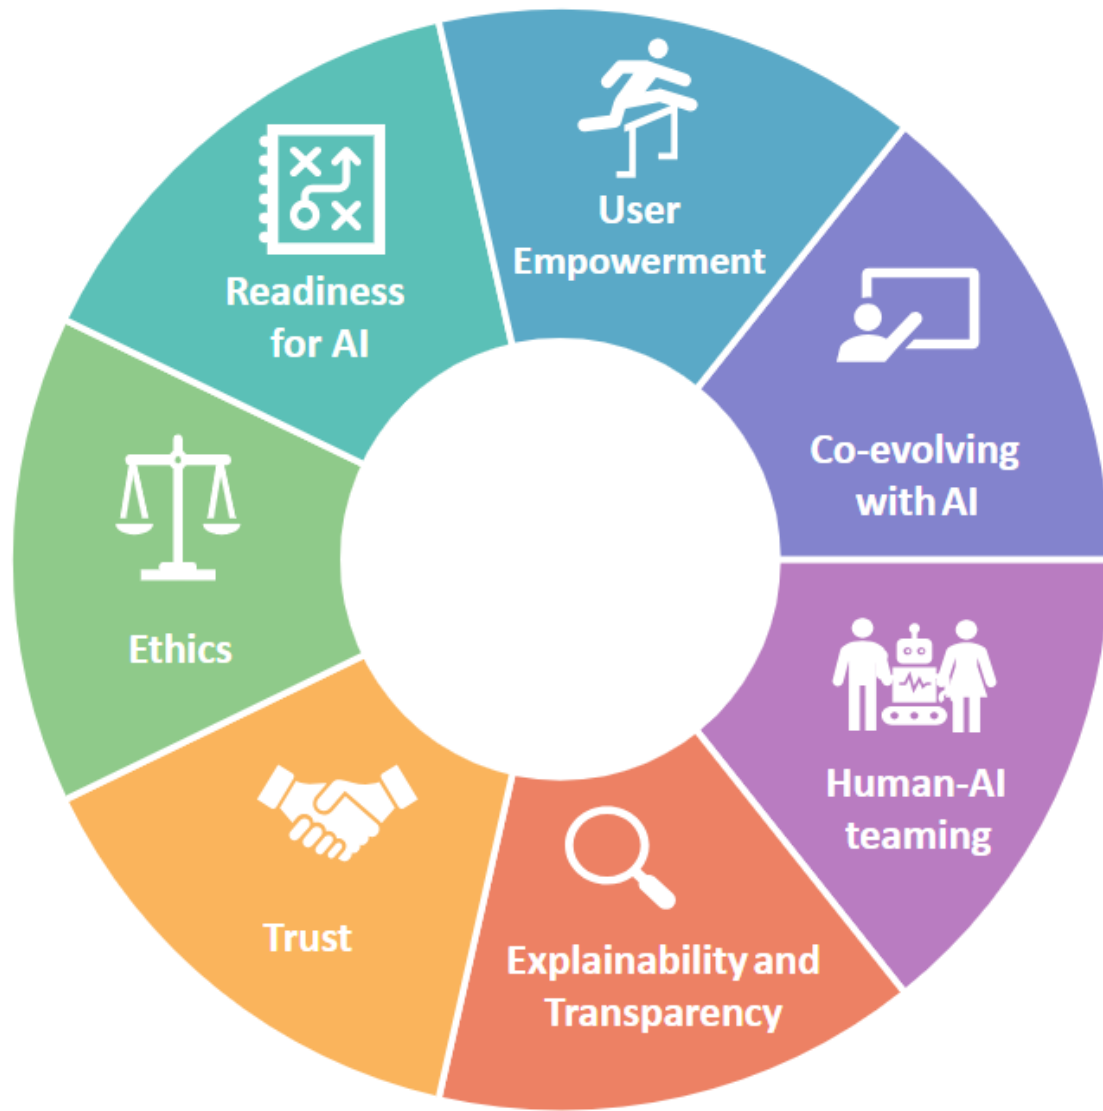 User
Empowerment
Co-evolving
with AI
Human-AI
teaming
Explainability and
Transparency
Trust
Ethics
Readiness
for AI